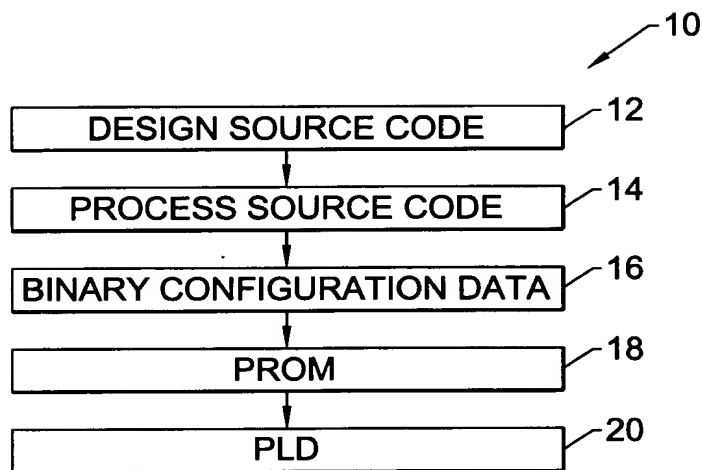 10
DESIGN SOURCE CODE 12
PROCESS SOURCE CODE 14
BINARY CONFIGURATION DATA 16
PROM 18
PLD 20